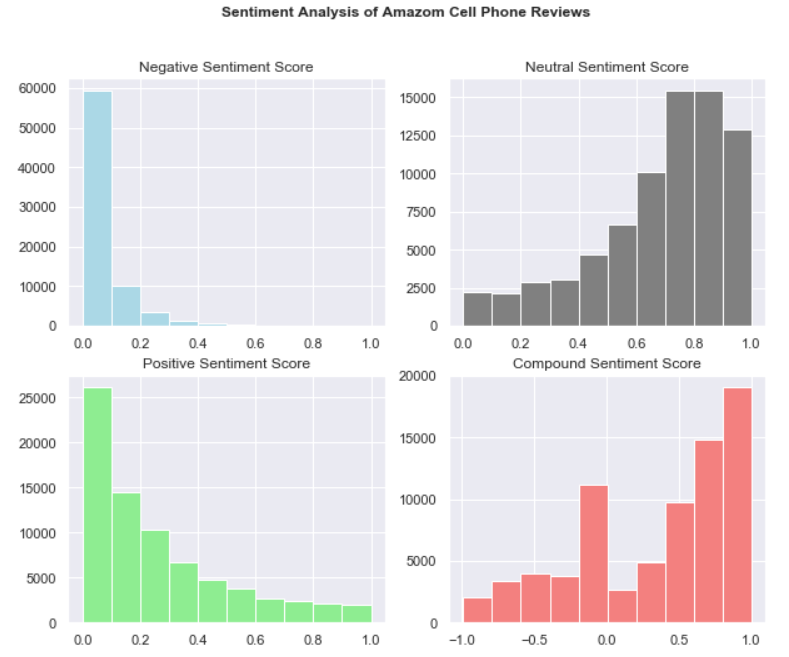 Sentiment Analysis of Amazom Cell Phone Reviews
Negative Sentiment Score
60000
50000
40000
30000
20000
10000
0
0.0 0.2 0.4 0.6 0.8 1.0
Neutral Sentiment Score
15000
12500
10000
7500
5000
2500
0
0.0 0.2 0.4 0.6 0.8 1.0
Positive Sentiment Score
25000
20000
15000
10000
5000
0
0.0 0.2 0.4 0.6 0.8 1.0
Compound Sentiment Score
20000
15000
10000
5000
0
−1.0 −0.5 0.0 0.5 1.0